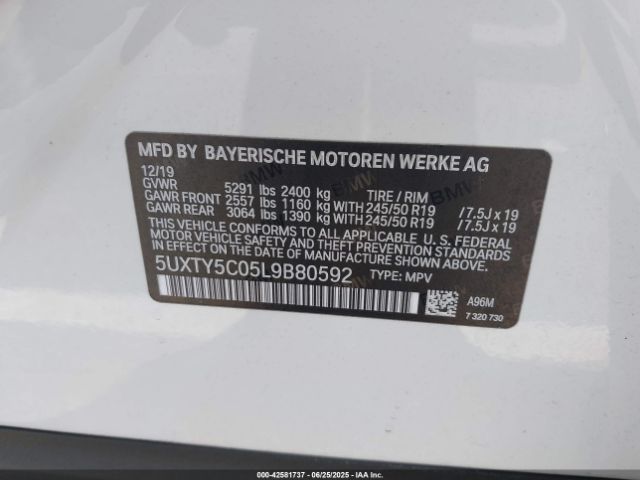 MFD BY BAYERISCHE MOTOREN WERKE AG
12/19
GVWR 5291 lbs 2400 kg TIRE / RIM
GAWR FRONT 2557 lbs 1160 kg WITH 245/50 R19 / 7.5J x 19
GAWR REAR 3064 lbs 1390 kg WITH 245/50 R19 / 7.5J x 19
THIS VEHICLE CONFORMS TO ALL APPLICABLE U.S. FEDERAL
MOTOR VEHICLE SAFETY, BUMPER, AND THEFT PREVENTION
STANDARDS IN EFFECT ON THE DATE OF MANUFACTURE SHOWN ABOVE.
5UXTY5C05L9B80592 TYPE: MPV
A96M
7 320 730
000-42581737 - 06/25/2025 - IAA Inc.